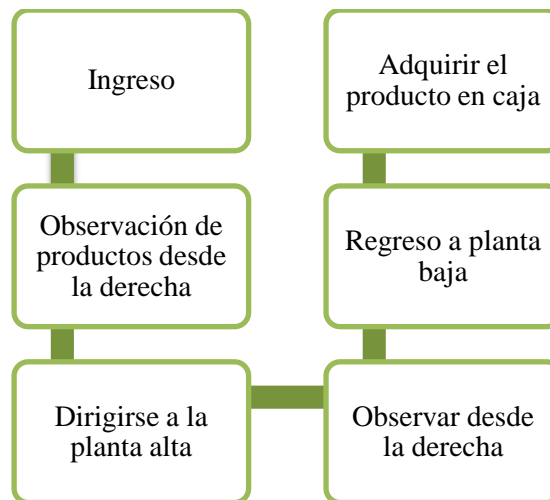 Ingreso
Observación de
productos desde
la derecha
Dirigirse a la
planta alta
Observar desde
la derecha
Regreso a planta
baja
Adquirir el
producto en caja